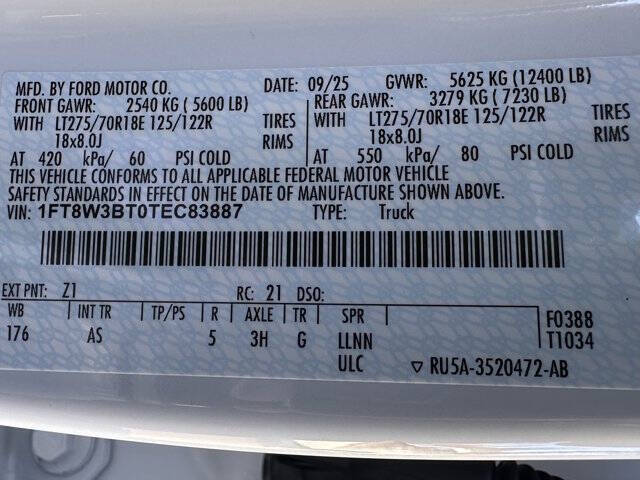 MFD. BY FORD MOTOR CO. DATE: 09/25 GVWR: 5625 KG (12400 LB)
FRONT GAWR: 2540 KG ( 5600 LB) REAR GAWR: 3279 KG ( 7230 LB)
WITH LT275/70R18E 125/122R TIRES WITH LT275/70R18E 125/122R TIRES
18x8.0J RIMS 18x8.0J RIMS
AT 420 kPa/ 60 PSI COLD AT 550 kPa/ 80 PSI COLD
THIS VEHICLE CONFORMS TO ALL APPLICABLE FEDERAL MOTOR VEHICLE
SAFETY STANDARDS IN EFFECT ON THE DATE OF MANUFACTURE SHOWN ABOVE.
VIN: 1FT8W3BT0TEC83887 TYPE: Truck
EXT PNT: Z1 RC: 21 DSO:
WB INT TR TP/PS R AXLE TR SPR F0388
176 AS 5 3H G LLNN T1034
ULC ▽ RU5A-3520472-AB